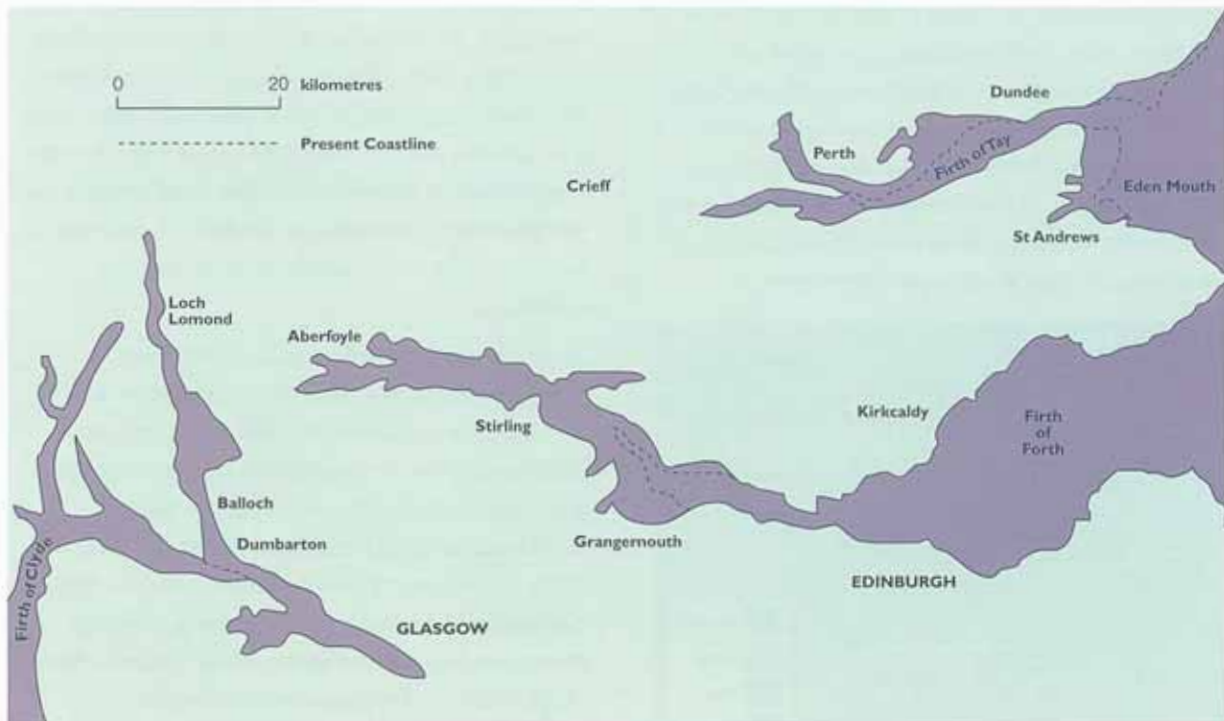 0 20 kilometres
Present Coastline
Dundee
Perth
Firth of Tay
Crieff
Eden Mouth
St Andrews
Loch
Lomond
Aberfoyle
Kirkcaldy
Firth
of
Forth
Stirling
Balloch
Dumbarton
Grangemouth
EDINBURGH
Firth of Clyde
GLASGOW